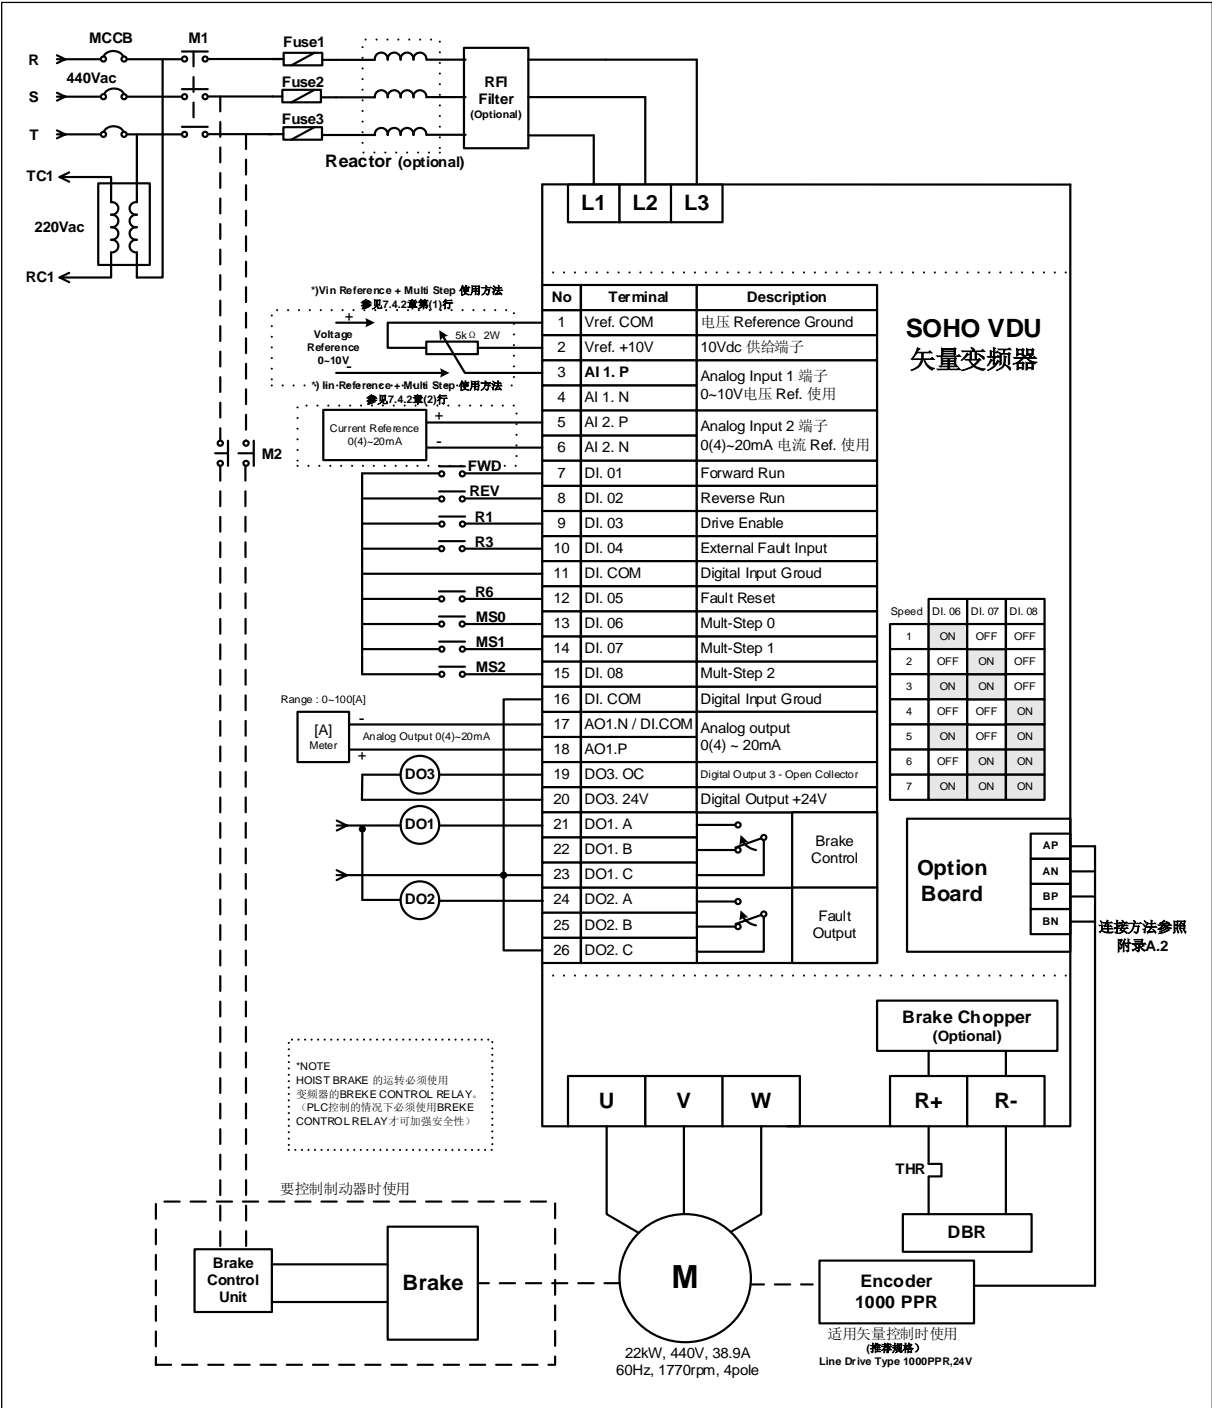 MCCB
M1
Fuse1
R
440Vac
Fuse2
S
Fuse3
T
RFI
Filter
(Optional)
Reactor (optional)
TC1
220Vac
RC1
L1 L2 L3
*)Vin Reference + Multi Step 使用方法
参见7.4.2章第(1)行
+
Voltage
Reference
0~10V
-
5kΩ 2W
*) Iin Reference + Multi Step 使用方法
参见7.4.2章(2)行
Current Reference
0(4)~20mA
+
-
M2
FWD
REV
R1
R3
R6
MS0
MS1
MS2
Range : 0~100[A]
[A]
Meter
-
Analog Output 0(4)~20mA
+
DO3
DO1
DO2
No Terminal Description
1 Vref. COM 电压 Reference Ground
2 Vref. +10V 10Vdc 供给端子
3 AI 1. P Analog Input 1 端子
4 AI 1. N 0~10V电压 Ref. 使用
5 AI 2. P Analog Input 2 端子
6 AI 2. N 0(4)~20mA 电流 Ref. 使用
7 DI. 01 Forward Run
8 DI. 02 Reverse Run
9 DI. 03 Drive Enable
10 DI. 04 External Fault Input
11 DI. COM Digital Input Groud
12 DI. 05 Fault Reset
13 DI. 06 Mult-Step 0
14 DI. 07 Mult-Step 1
15 DI. 08 Mult-Step 2
16 DI. COM Digital Input Groud
17 AO1.N / DI.COM Analog output
18 AO1.P 0(4) ~ 20mA
19 DO3. OC Digital Output 3 - Open Collector
20 DO3. 24V Digital Output +24V
21 DO1. A
22 DO1. B
23 DO1. C
Brake
Control
24 DO2. A
25 DO2. B
26 DO2. C
Fault
Output
SOHO VDU
矢量变频器
Speed DI. 06 DI. 07 DI. 08
1 ON OFF OFF
2 OFF ON OFF
3 ON ON OFF
4 OFF OFF ON
5 ON OFF ON
6 OFF ON ON
7 ON ON ON
Option
Board
AP
AN
BP
BN
连接方法参照
附录A.2
Brake Chopper
(Optional)
U V W R+ R-
*NOTE
HOIST BRAKE 的运转必须使用
变频器的BREKE CONTROL RELAY。
（PLC控制的情况下必须使用BREKE
CONTROL RELAY才可加强安全性）
THR
DBR
要控制制动器时使用
Brake
Control
Unit
Brake
M
Encoder
1000 PPR
22kW, 440V, 38.9A
60Hz, 1770rpm, 4pole
适用矢量控制时使用
(推荐规格）
Line Drive Type 1000PPR,24V